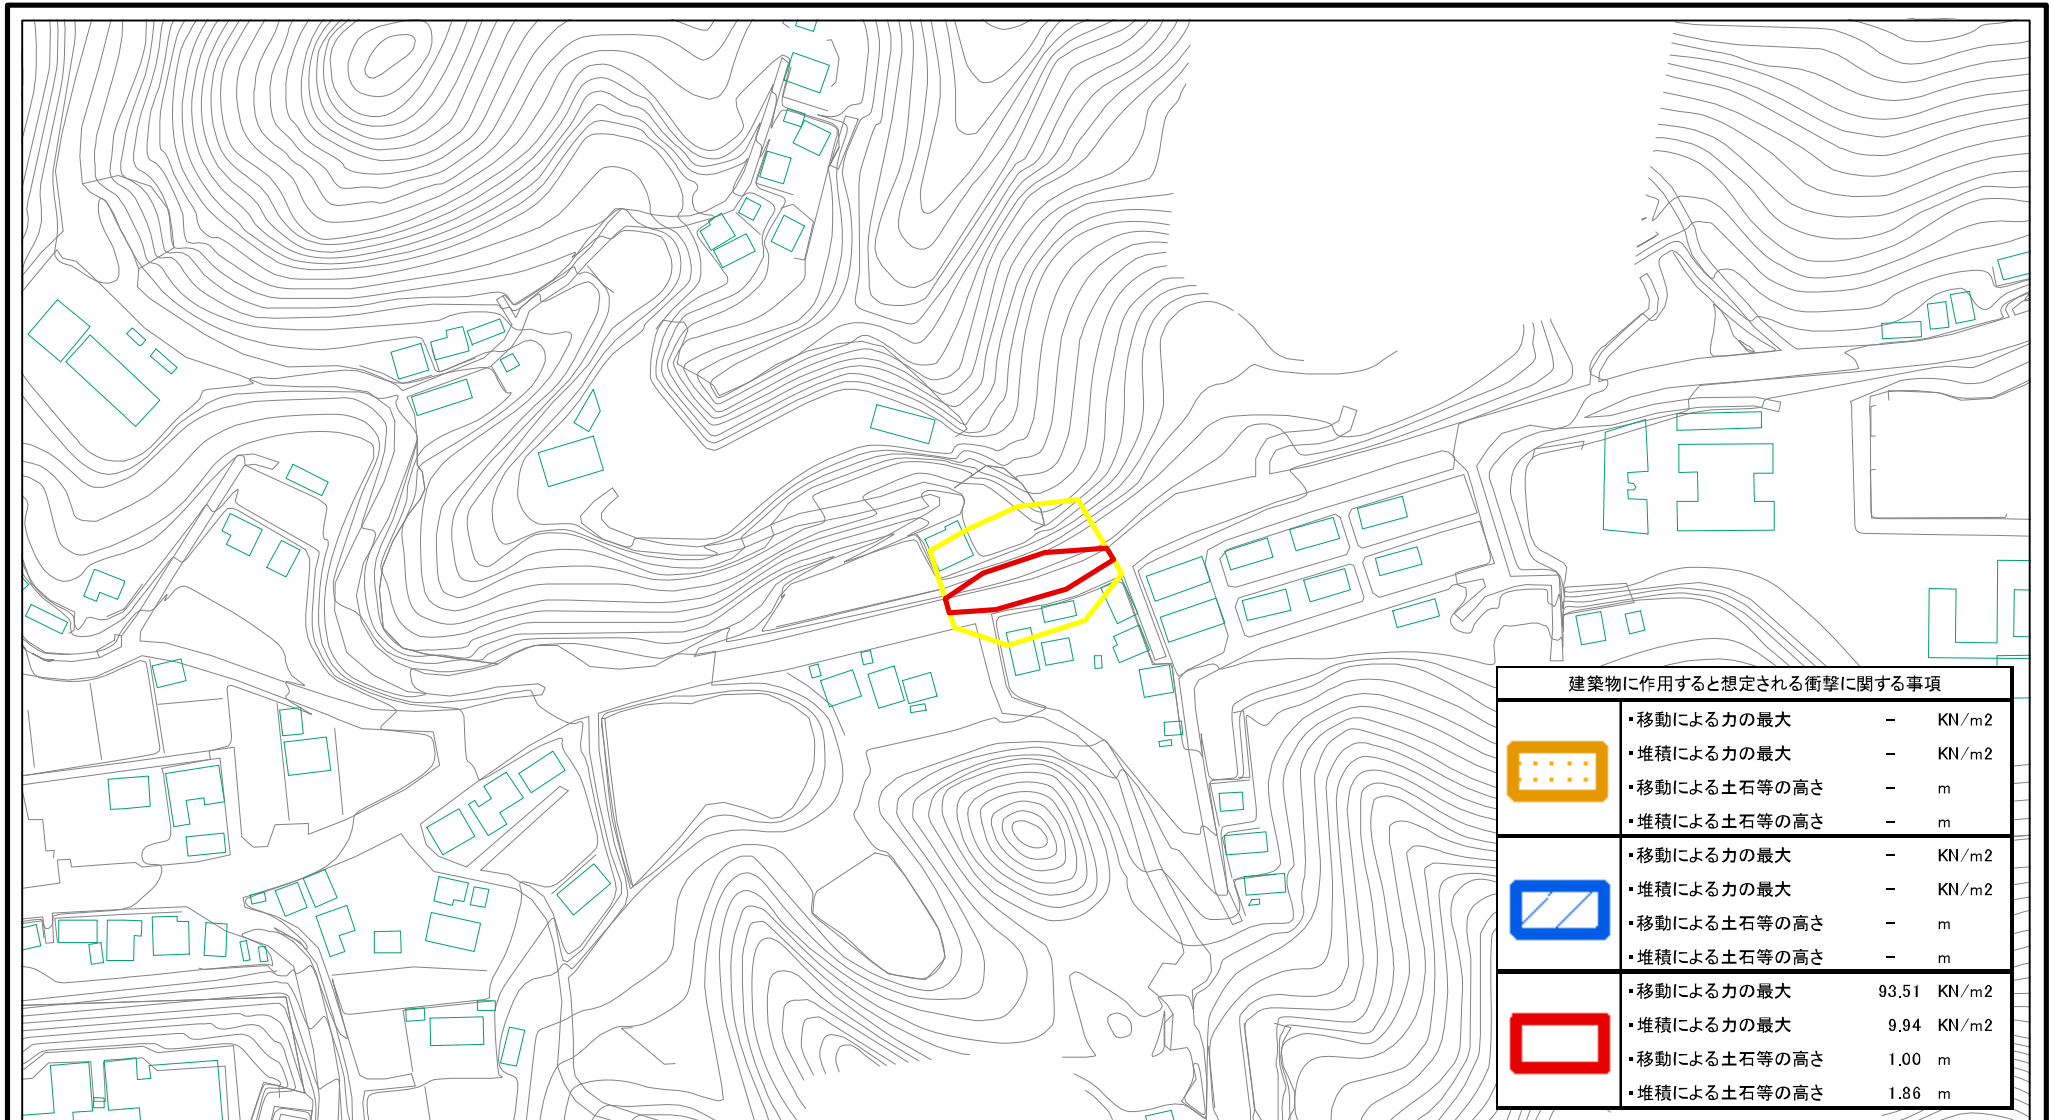 建築物に作用すると想定される衝撃に関する事項
・移動による力の最大 － KN/m2
・堆積による力の最大 － KN/m2
・移動による土石等の高さ － m
・堆積による土石等の高さ － m
・移動による力の最大 － KN/m2
・堆積による力の最大 － KN/m2
・移動による土石等の高さ － m
・堆積による土石等の高さ － m
・移動による力の最大 93.51 KN/m2
・堆積による力の最大 9.94 KN/m2
・移動による土石等の高さ 1.00 m
・堆積による土石等の高さ 1.86 m